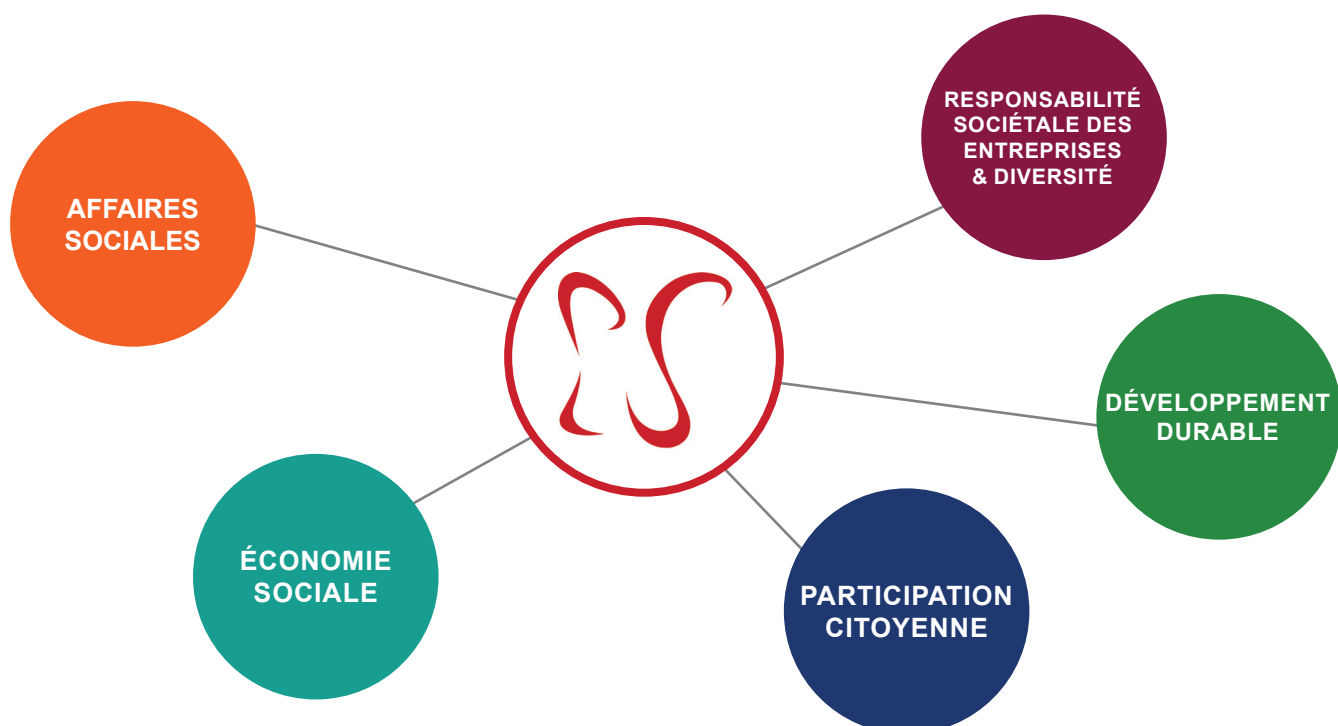 AFFAIRES
SOCIALES
RESPONSABILITÉ
SOCIÉTALE DES
ENTREPRISES
& DIVERSITÉ
DÉVELOPPEMENT
DURABLE
ÉCONOMIE
SOCIALE
PARTICIPATION
CITOYENNE